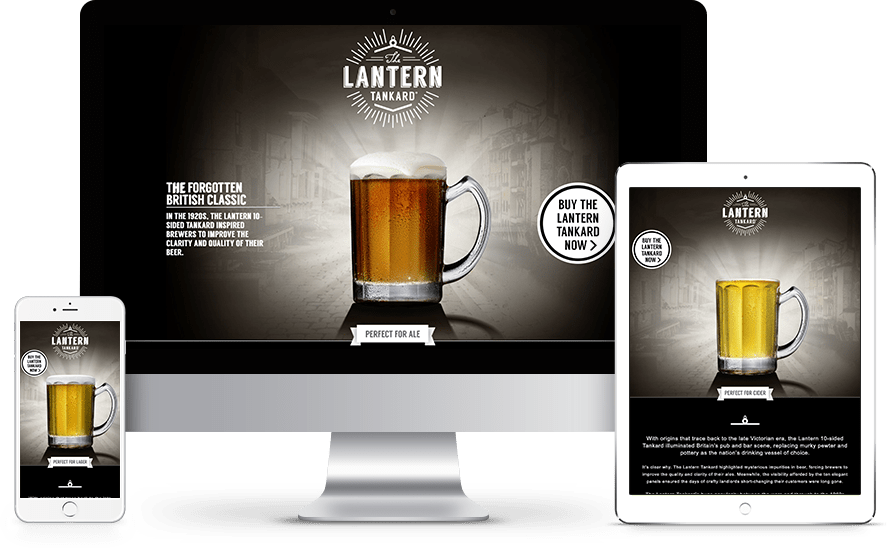 The
LANTERN
TANKARD
THE FORGOTTEN
BRITISH CLASSIC
IN THE 1920S, THE LANTERN 10-
SIDED TANKARD INSPIRED
BREWERS TO IMPROVE THE
CLARITY AND QUALITY OF THEIR
BEER.
BUY THE
LANTERN
TANKARD
NOW >
PERFECT FOR ALE
LANTERN
TANKARD
BUY THE
LANTERN
TANKARD
NOW >
PERFECT FOR LAGER
LANTERN
TANKARD
BUY THE
LANTERN
TANKARD
NOW >
PERFECT FOR CIDER
With origins that trace back to the late Victorian era, the Lantern 10-sided
Tankard illuminated Britain's pub and bar scene, replacing murky pewter and
pottery as the nation's drinking vessel of choice.
It's clear why. The Lantern Tankard highlighted mysterious impurities in beer, forcing brewers to
improve the quality and clarity of their ales. Meanwhile, the visibility afforded by the ten elegant
panels ensured the days of crafty landlords short-changing their customers were long gone.